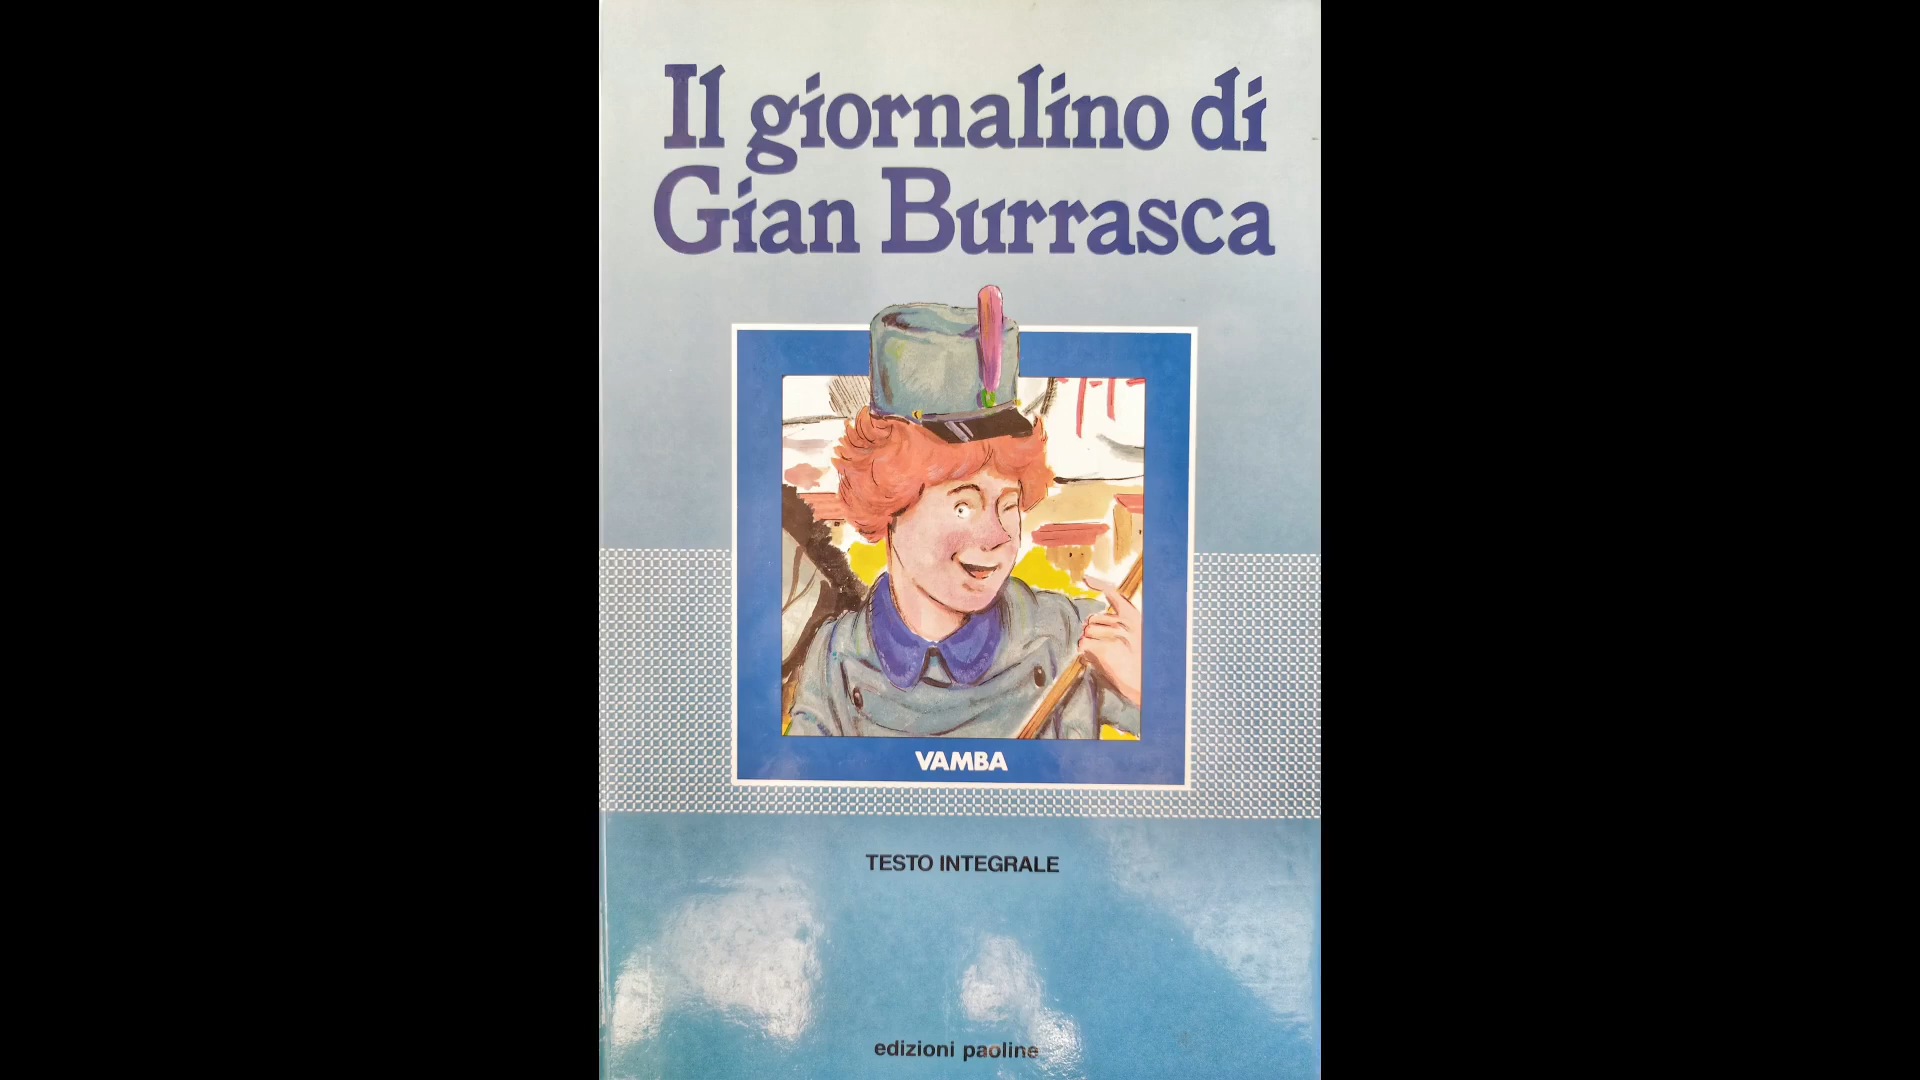 Il giornalino di
Gian Burrasca
VAMBA
TESTO INTEGRALE
edizioni paoline